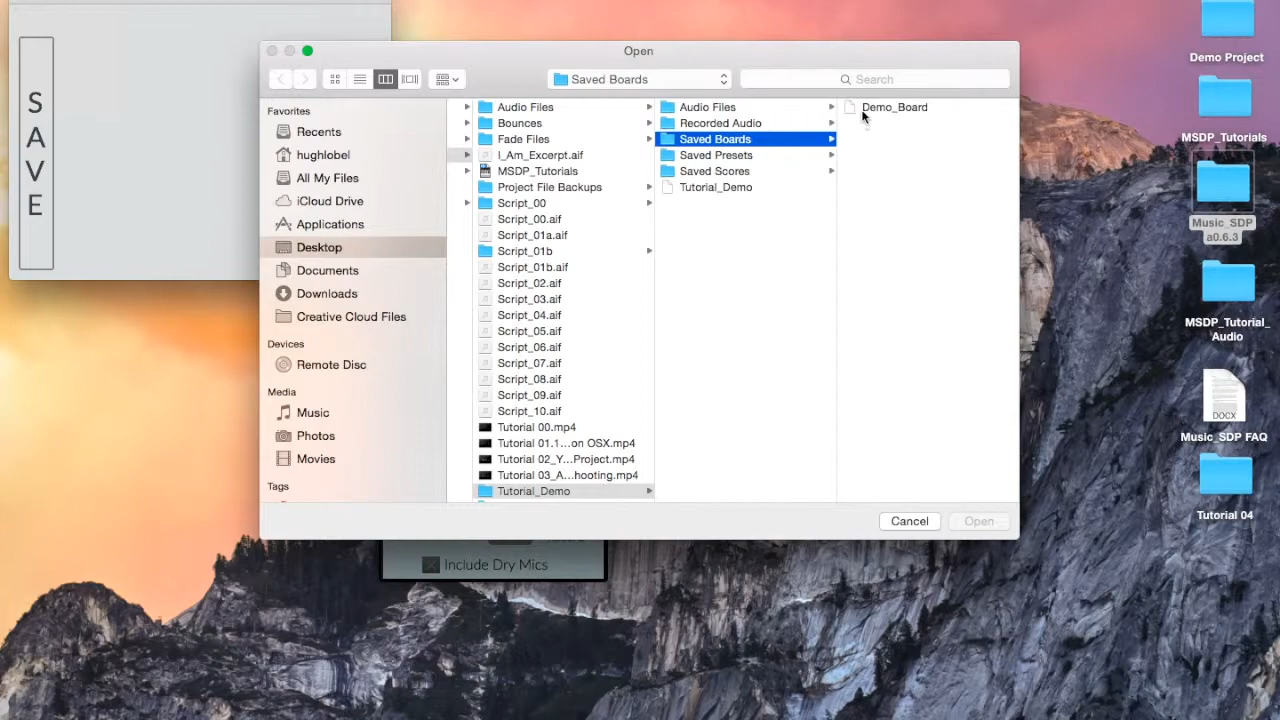 S
A
V
E
Open
Saved Boards
Search
Favorites
Recents
hughlobel
All My Files
iCloud Drive
Applications
Desktop
Documents
Downloads
Creative Cloud Files
Devices
Remote Disc
Media
Music
Photos
Movies
Tags
Audio Files
Bounces
Fade Files
I_Am_Excerpt.aif
MSDP_Tutorials
Project File Backups
Script_00
Script_00.aif
Script_01a.aif
Script_01b
Script_01b.aif
Script_02.aif
Script_03.aif
Script_04.aif
Script_05.aif
Script_06.aif
Script_07.aif
Script_08.aif
Script_09.aif
Script_10.aif
Tutorial 00.mp4
Tutorial 01.1...on OSX.mp4
Tutorial 02_Y...Project.mp4
Tutorial 03_A...hooting.mp4
Tutorial_Demo
Audio Files
Recorded Audio
Saved Boards
Saved Presets
Saved Scores
Tutorial_Demo
Demo_Board
Cancel
Open
Include Dry Mics
Demo Project
MSDP_Tutorials
Music_SDP
a0.6.3
MSDP_Tutorial_
Audio
DOCX
Music_SDP FAQ
Tutorial 04